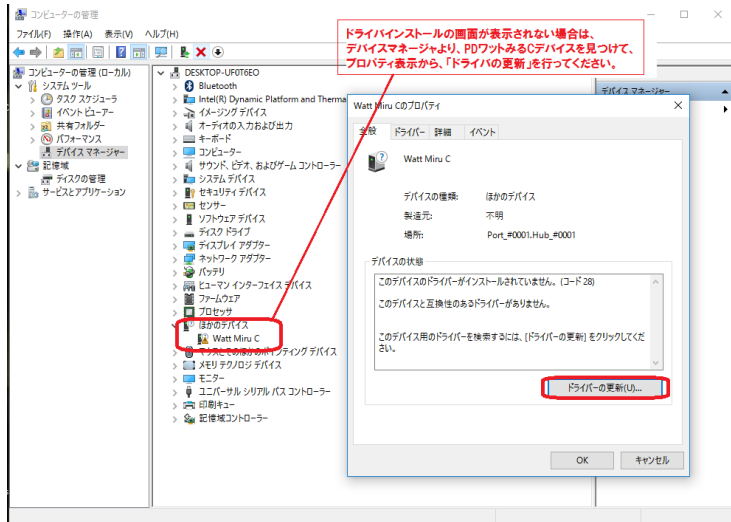 コンピューターの管理
ファイル(F) 操作(A) 表示(V) ヘルプ(H)
ドライバインストールの画面が表示されない場合は、
デバイスマネージャより、PDワットみるCデバイスを見つけて、
プロパティ表示から、「ドライバの更新」を行ってください。
コンピューターの管理 (ローカル)
システム ツール
タスク スケジューラ
イベント ビューアー
共有フォルダー
パフォーマンス
デバイス マネージャー
記憶域
ディスクの管理
サービスとアプリケーション
DESKTOP-UF0T6EO
Bluetooth
Intel(R) Dynamic Platform and Therma
イメージング デバイス
オーディオの入力および出力
キーボード
コンピューター
サウンド、ビデオ、およびゲーム コントローラー
システム デバイス
セキュリティ デバイス
センサー
ソフトウェア デバイス
ディスク ドライブ
ディスプレイ アダプター
ネットワーク アダプター
バッテリ
ヒューマン インターフェイス デバイス
ファームウェア
プロセッサ
ほかのデバイス
Watt Miru C
マウスとそのほかのポインティング デバイス
メモリ テクノロジ デバイス
モニター
ユニバーサル シリアル バス コントローラー
印刷キュー
記憶域コントローラー
デバイス マネージャー
Watt Miru Cのプロパティ
全般 ドライバー 詳細 イベント
Watt Miru C
デバイスの種類: ほかのデバイス
製造元: 不明
場所: Port_#0001.Hub_#0001
デバイスの状態
このデバイスのドライバーがインストールされていません。(コード 28)
このデバイスと互換性のあるドライバーがありません。
このデバイス用のドライバーを検索するには、[ドライバーの更新] をクリックしてくだ
さい。
ドライバーの更新(U)...
OK キャンセル